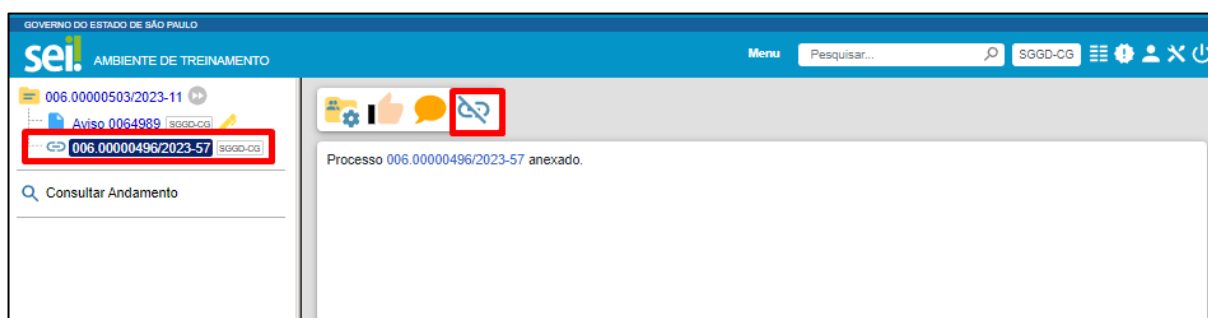 GOVERNO DO ESTADO DE SÃO PAULO
sei! AMBIENTE DE TREINAMENTO
Menu
Pesquisar...
SGGD-CG
006.00000503/2023-11
Aviso 0064989 SGGD-CG
006.00000496/2023-57 SGGD-CG
Consultar Andamento
Processo 006.00000496/2023-57 anexado.